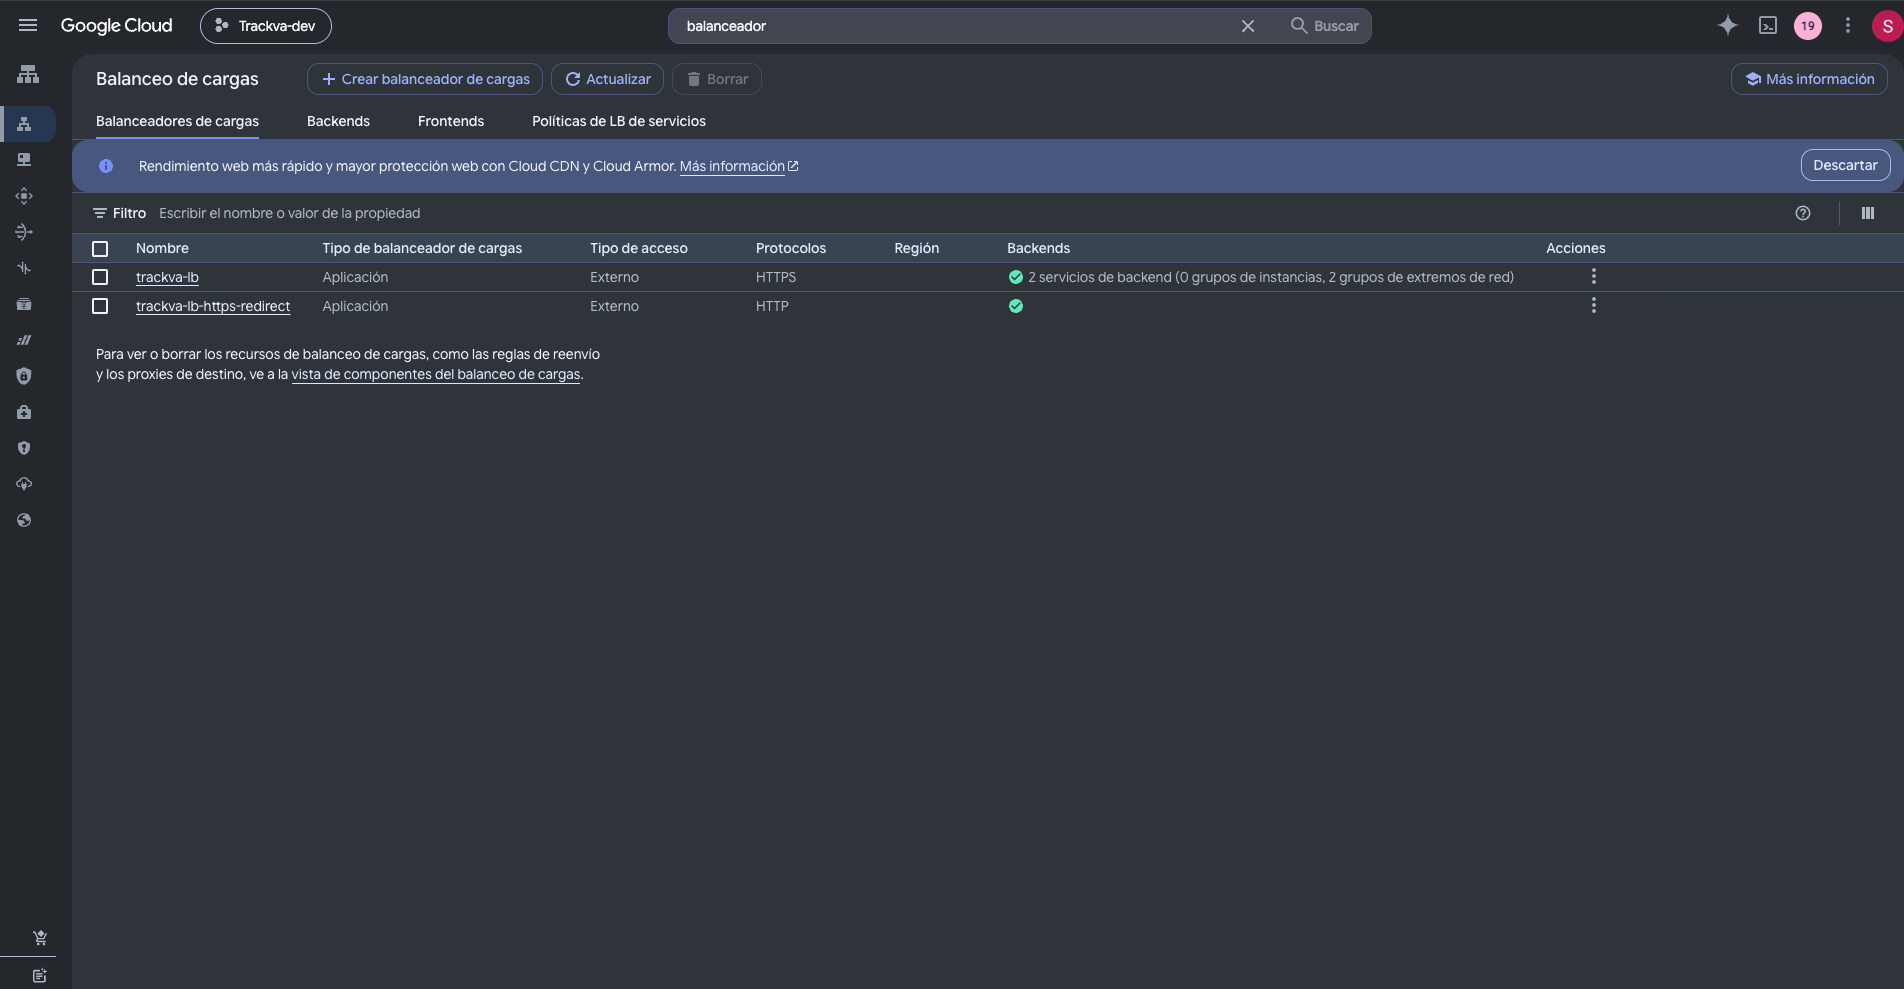 Google Cloud
Trackva-dev
balanceador
Buscar
19
S
Balanceo de cargas
Crear balanceador de cargas
Actualizar
Borrar
Más información
Balanceadores de cargas
Backends
Frontends
Políticas de LB de servicios
Rendimiento web más rápido y mayor protección web con Cloud CDN y Cloud Armor. Más información
Descartar
Filtro Escribir el nombre o valor de la propiedad
Nombre Tipo de balanceador de cargas Tipo de acceso Protocolos Región Backends Acciones
trackva-lb Aplicación Externo HTTPS 2 servicios de backend (0 grupos de instancias, 2 grupos de extremos de red)
trackva-lb-https-redirect Aplicación Externo HTTP
Para ver o borrar los recursos de balanceo de cargas, como las reglas de reenvío
y los proxies de destino, ve a la vista de componentes del balanceo de cargas.